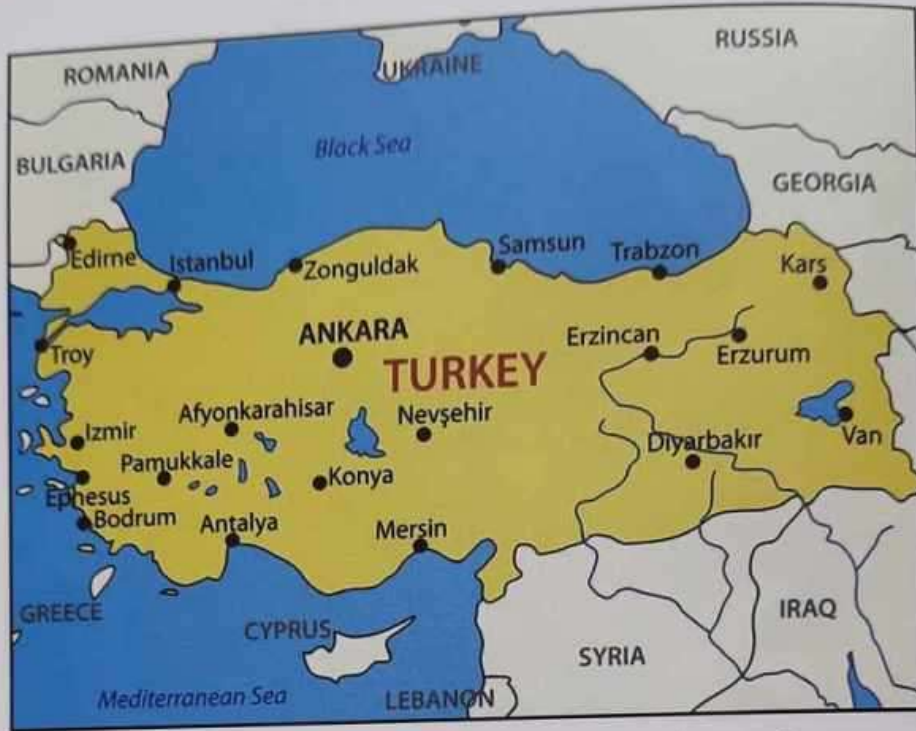 RUSSIA
ROMANIA
UKRAINE
Black Sea
BULGARIA
GEORGIA
Edirne
Istanbul
Zonguldak
Samsun
Trabzon
Kars
ANKARA
Troy
TURKEY
Erzincan
Erzurum
Afyonkarahisar
Nevşehir
Izmir
Van
Diyarbakır
Pamukkale
Konya
Ephesus
Bodrum
Antalya
Mersin
GREECE
CYPRUS
IRAQ
SYRIA
Mediterranean Sea
LEBANON